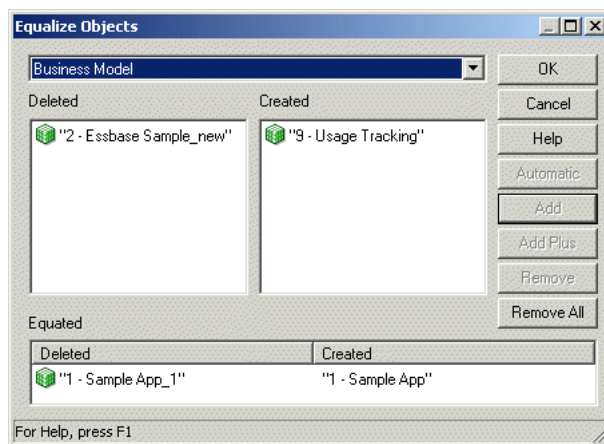 Equalize Objects
Business Model
OK
Deleted
Created
Cancel
"2 - Essbase Sample_new"
"9 - Usage Tracking"
Help
Automatic
Add
Add Plus
Remove
Remove All
Equated
Deleted
Created
"1 - Sample App_1"
"1 - Sample App"
For Help, press F1